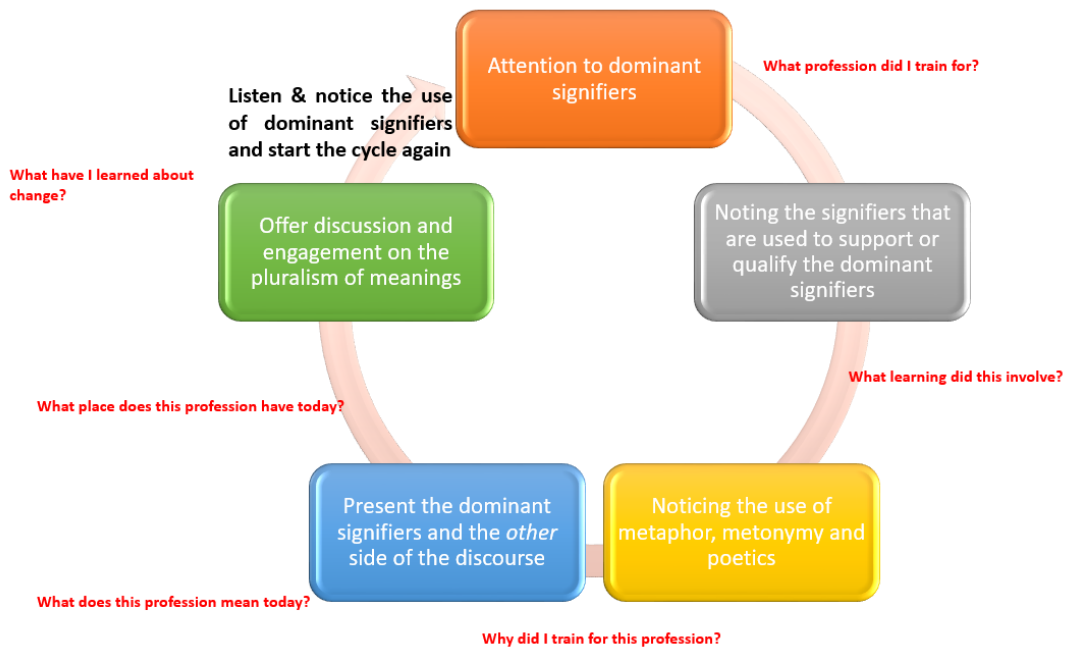 Attention to dominant
signifiers
What profession did I train for?
Listen & notice the use
of dominant signifiers
and start the cycle again
What have I learned about
change?
Noting the signifiers that
are used to support or
qualify the dominant
signifiers
Offer discussion and
engagement on the
pluralism of meanings
What learning did this involve?
What place does this profession have today?
Present the dominant
signifiers and the other
side of the discourse
Noticing the use of
metaphor, metonymy and
poetics
What does this profession mean today?
Why did I train for this profession?